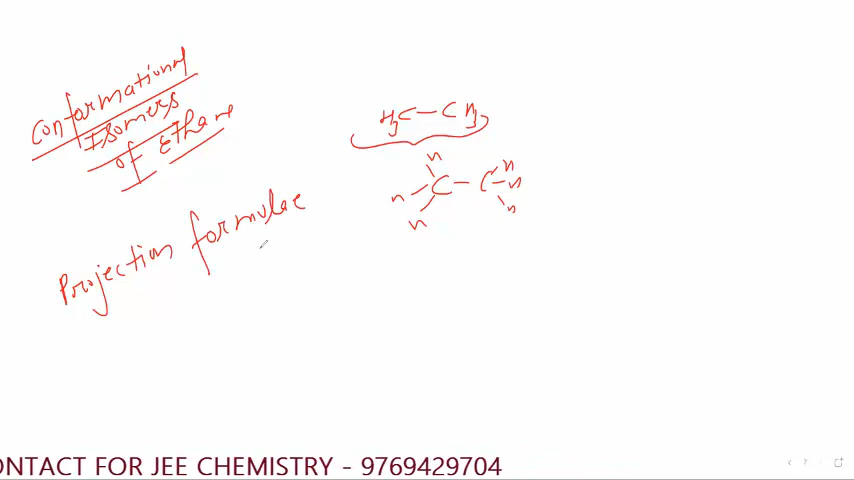 Conformational
Isomers
of Ethane
H3C-CH3
H
H C - C H H
H H
Projection formulae
ONTACT FOR JEE CHEMISTRY - 9769429704